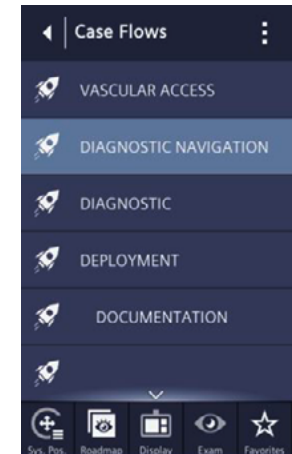 Case Flows
VASCULAR ACCESS
DIAGNOSTIC NAVIGATION
DIAGNOSTIC
DEPLOYMENT
DOCUMENTATION
Sys. Pos. Roadmap Display Exam Favorites